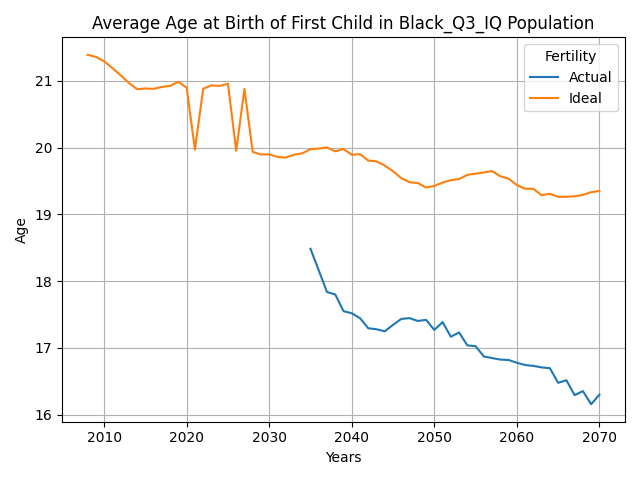 Average Age at Birth of First Child in Black_Q3_IQ Population
Fertility
Actual
Ideal
Age
21
20
19
18
17
16
2010
2020
2030
2040
2050
2060
2070
Years